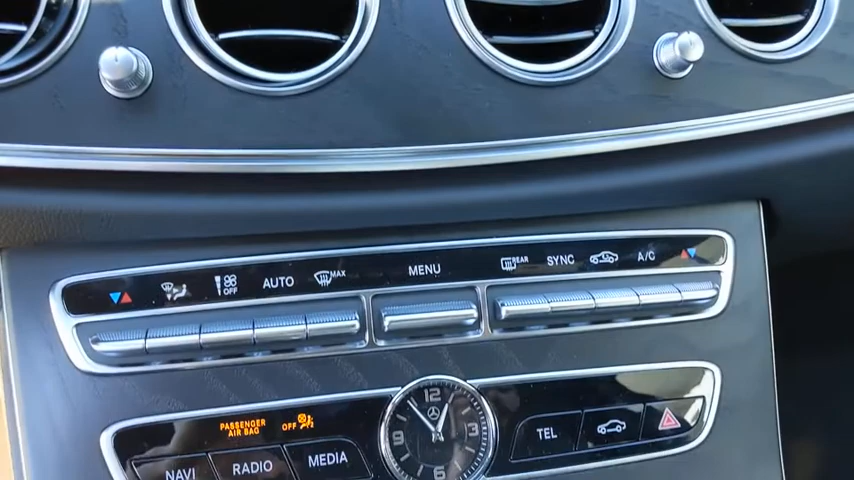 OFF AUTO MAX MENU REAR SYNC A/C
PASSENGER
AIR BAG
OFF
12
9 3
6
NAVI RADIO MEDIA TEL